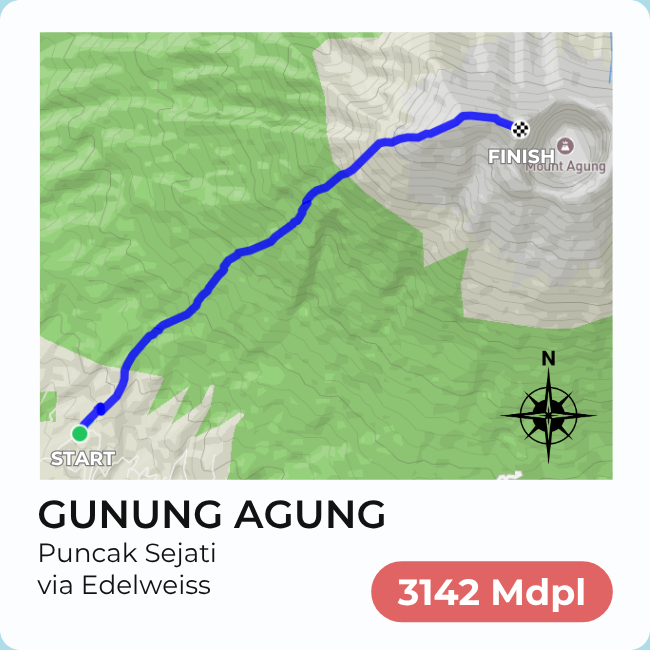 FINISH
Mount Agung
N
START
GUNUNG AGUNG
Puncak Sejati
via Edelweiss
3142 Mdpl